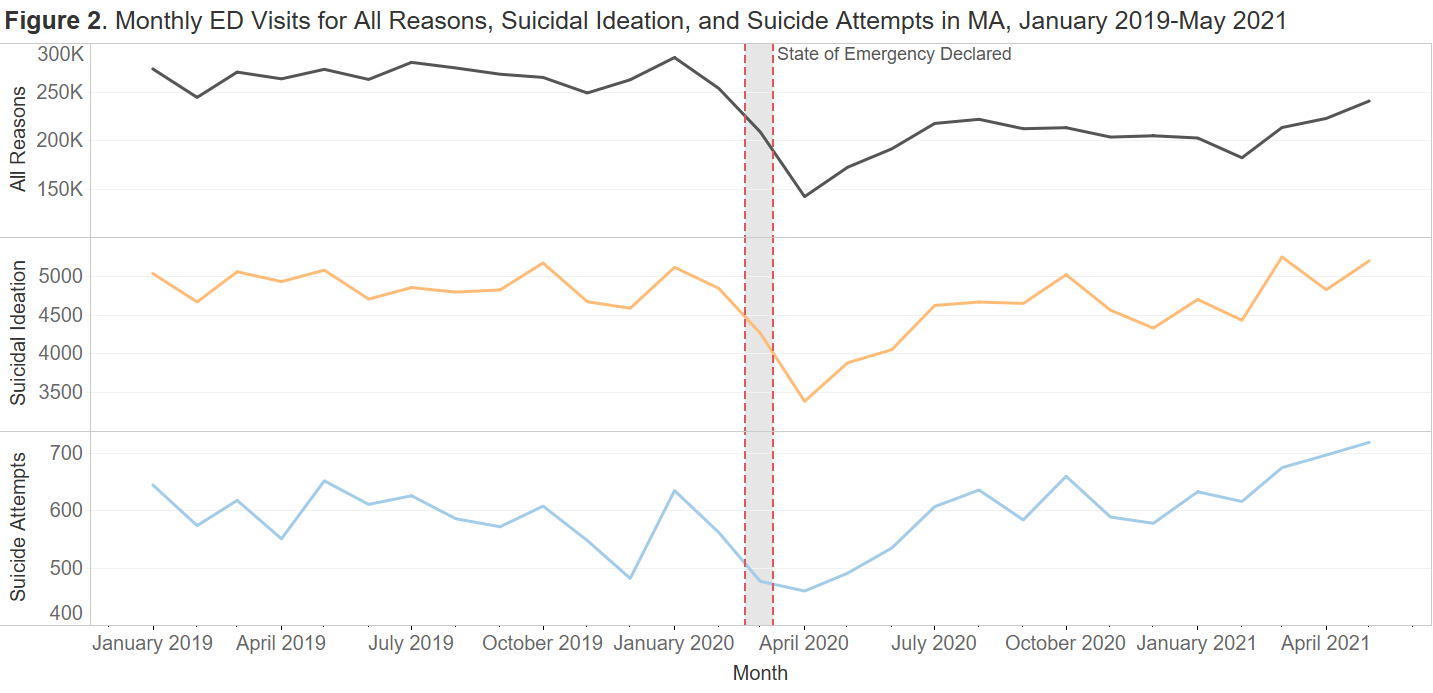 Figure 2. Monthly ED Visits for All Reasons, Suicidal Ideation, and Suicide Attempts in MA, January 2019-May 2021
State of Emergency Declared
All Reasons
300K
250K
200K
150K
Suicidal Ideation
5000
4500
4000
3500
Suicide Attempts
700
600
500
400
January 2019 April 2019 July 2019 October 2019 January 2020 April 2020 July 2020 October 2020 January 2021 April 2021
Month